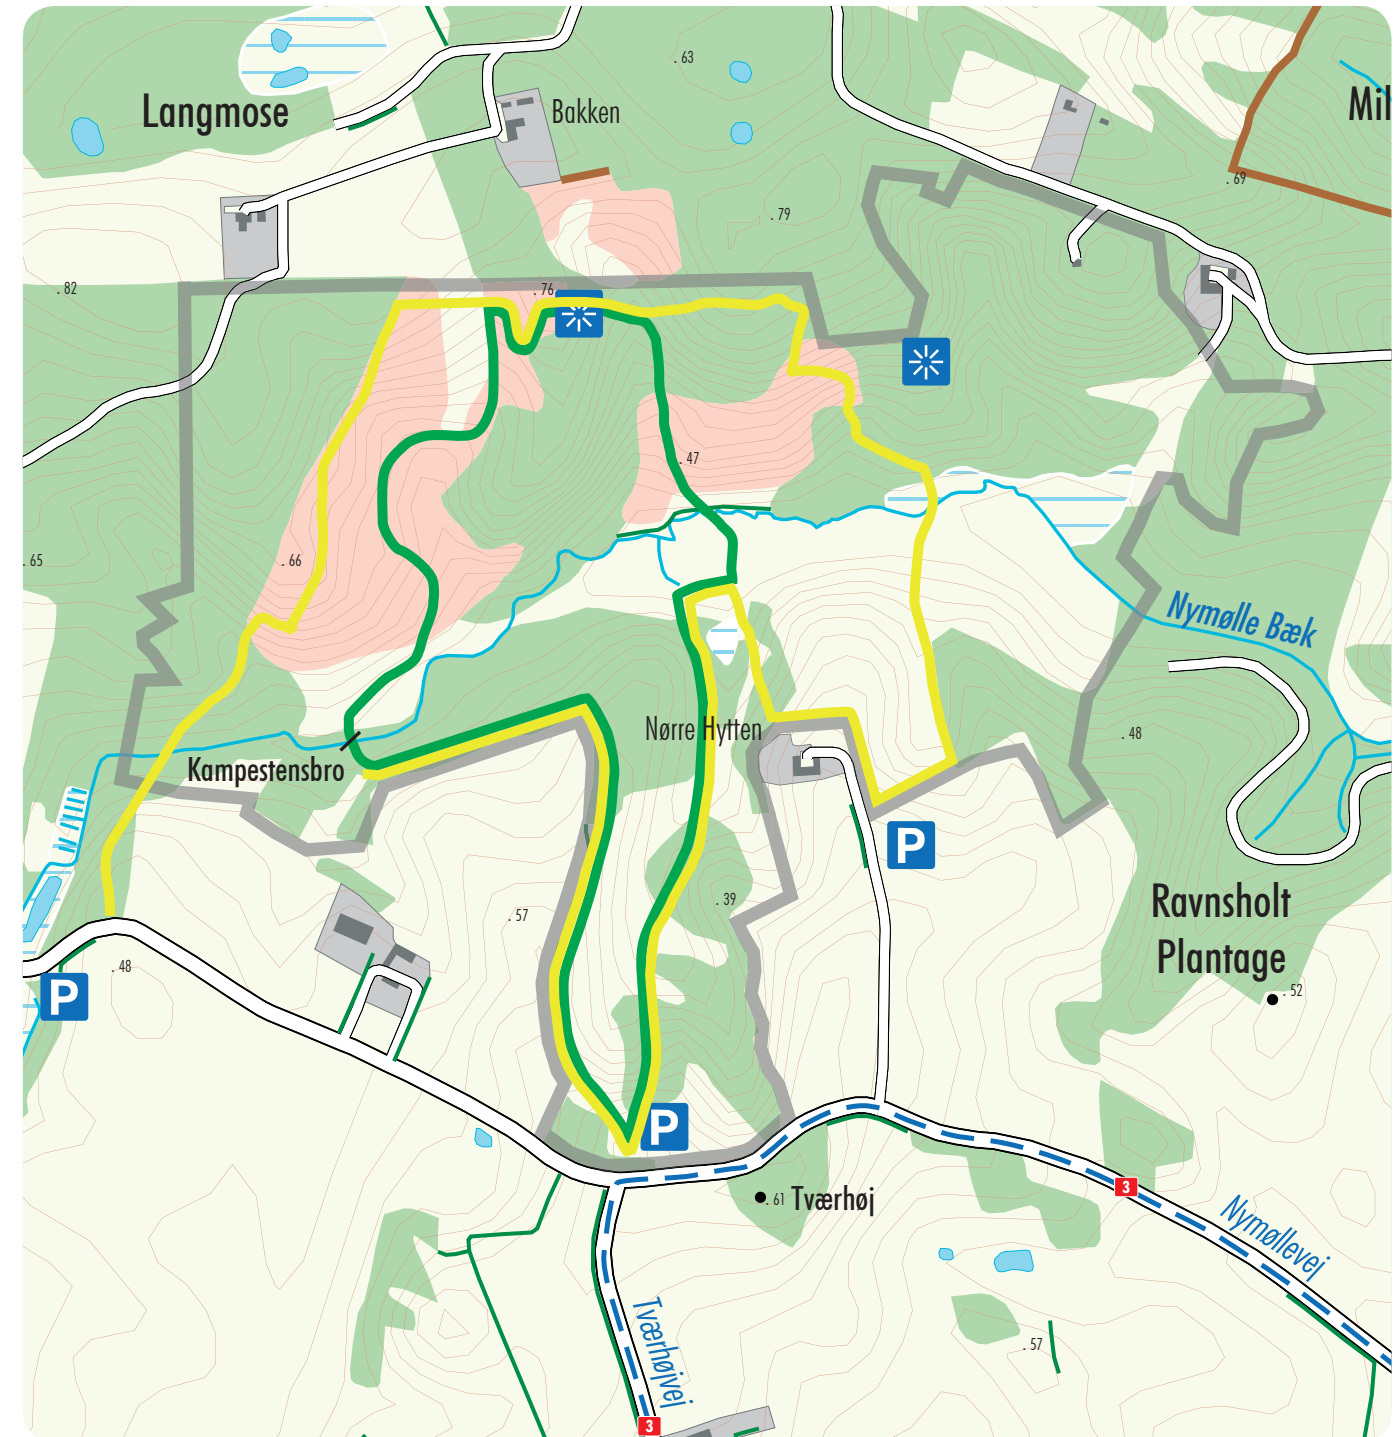 . 63
Langmose
Bakken
Mil
. 69
. 79
. 82
. 76
. 47
. 65
. 66
Nymølle Bæk
Nørre Hytten
. 48
Kampestensbro
P
. 39
. 57
Ravnsholt
Plantage
. 48
P
. 52
P
3
. 61 Tværhøj
Nymøllevej
Tværhøjvej
. 57
3